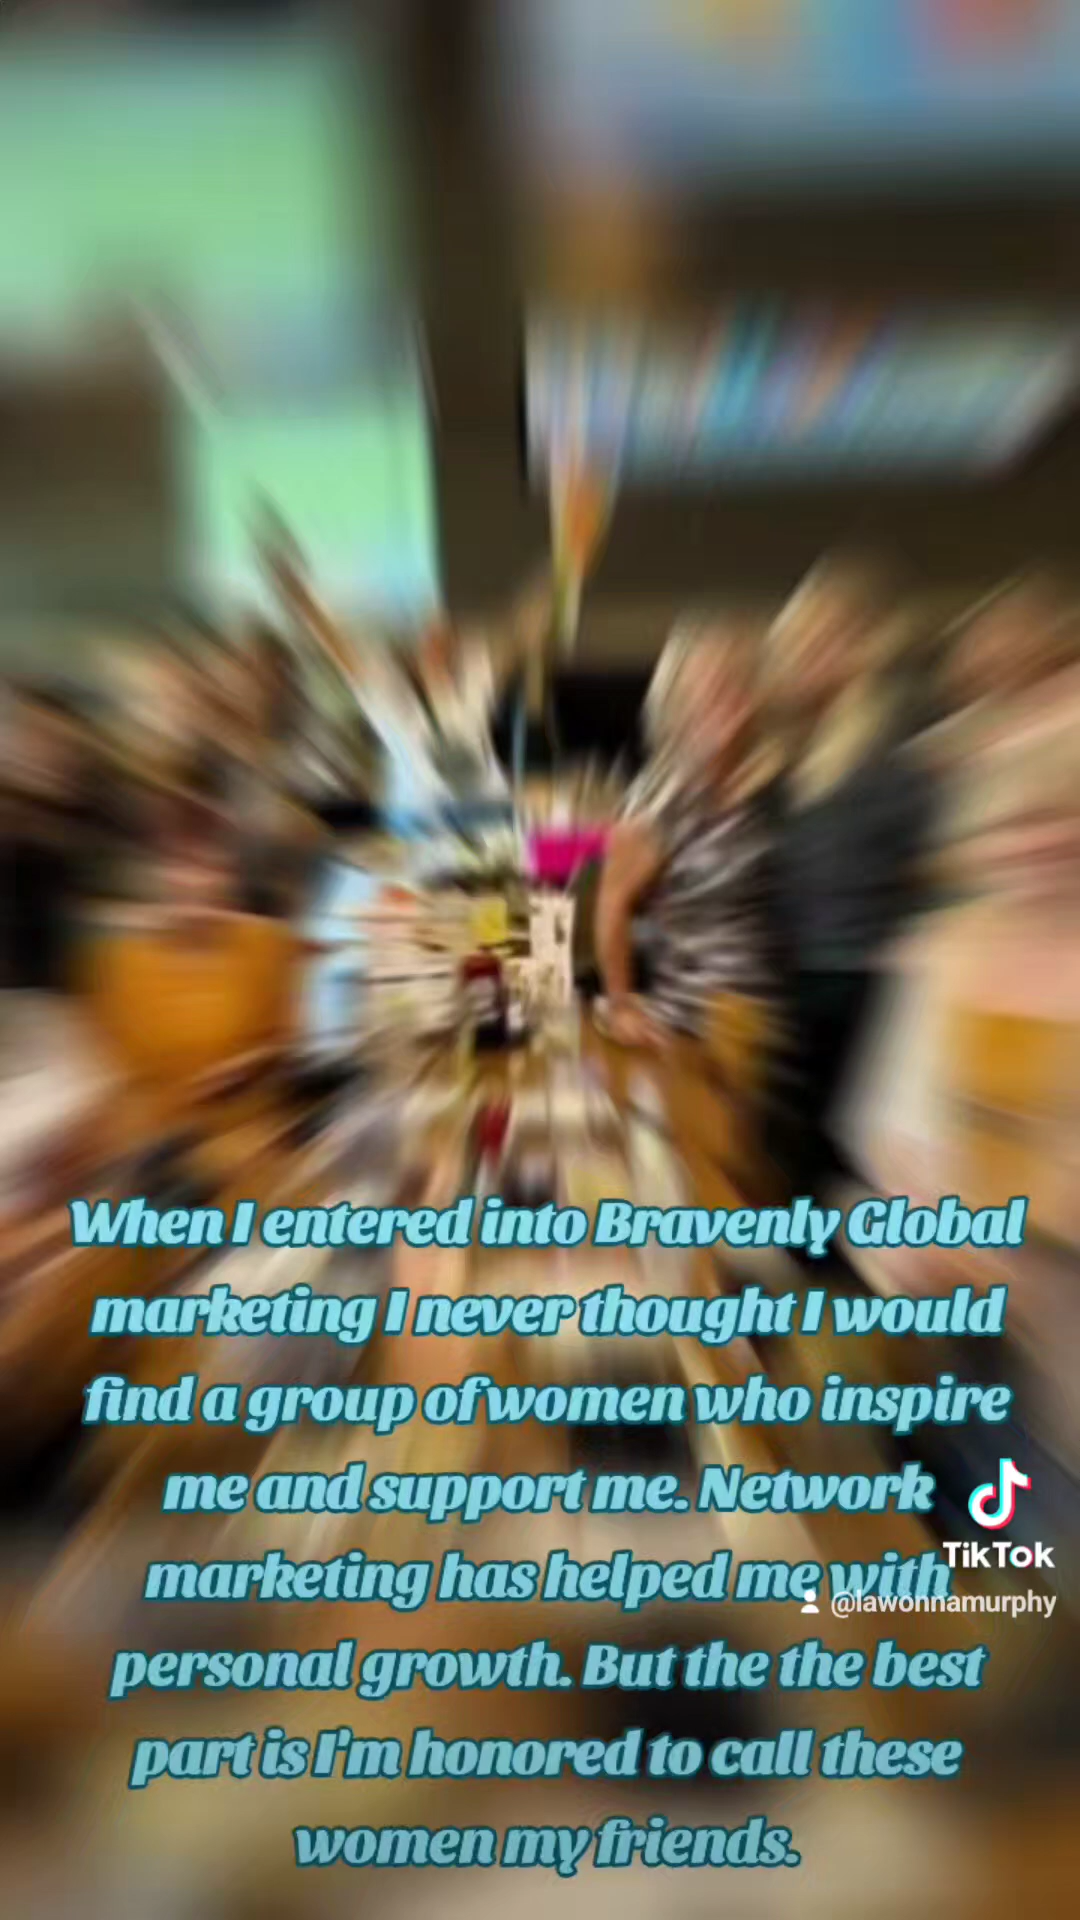 When I entered into Bravenly Global
marketing I never thought I would
find a group of women who inspire
me and support me. Network
marketing has helped me with
personal growth. But the the best
part is I'm honored to call these
women my friends.
TikTok
@lawonnamurphy